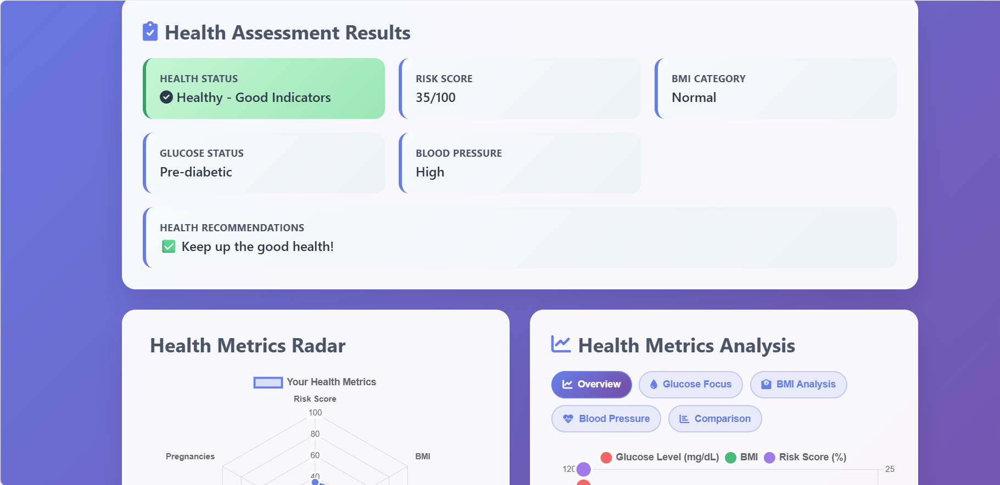 Health Assessment Results
HEALTH STATUS
Healthy - Good Indicators
RISK SCORE
35/100
BMI CATEGORY
Normal
GLUCOSE STATUS
Pre-diabetic
BLOOD PRESSURE
High
HEALTH RECOMMENDATIONS
Keep up the good health!
Health Metrics Radar
Your Health Metrics
Risk Score
100
80
60
40
Pregnancies
BMI
Health Metrics Analysis
Overview
Glucose Focus
BMI Analysis
Blood Pressure
Comparison
Glucose Level (mg/dL)
BMI
Risk Score (%)
120
25